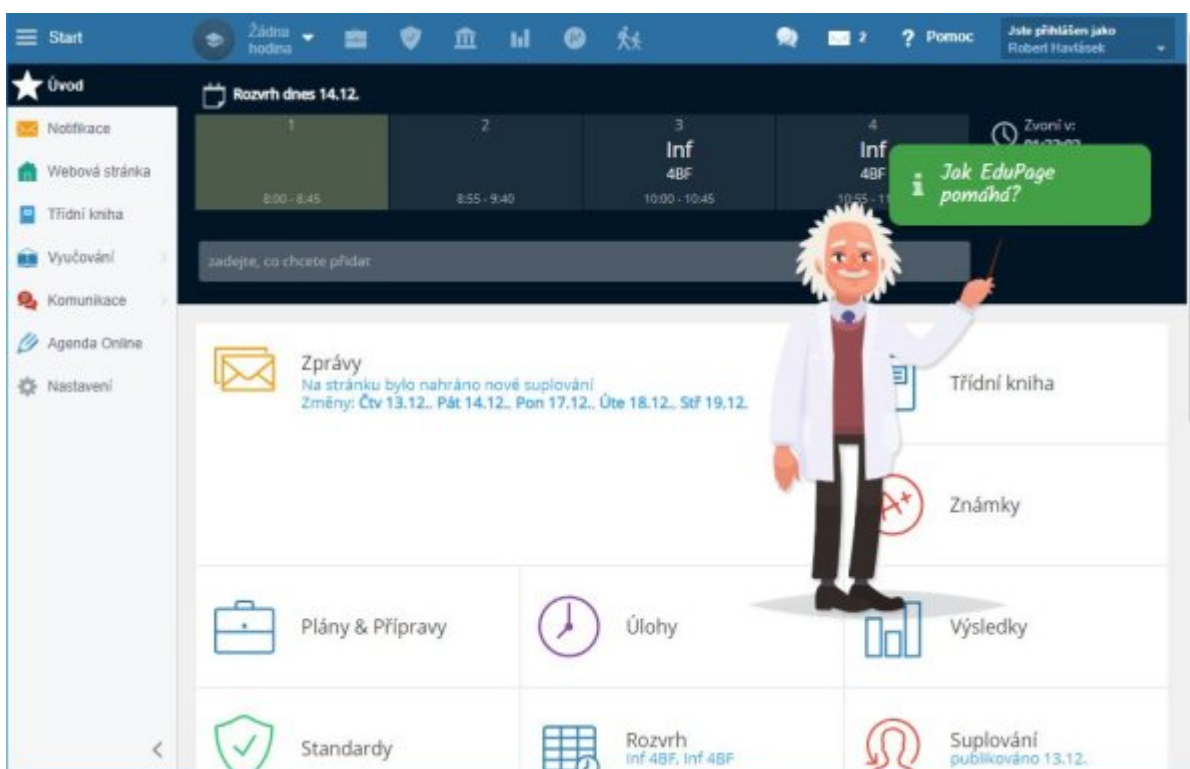 Start
Žádná
hodina
2
? Pomoc
Jste přihlášen jako
Robert Havlásek
Úvod
Rozvrh dnes 14.12.
Notifikace
Webová stránka
Třídní kniha
Vyučování
Komunikace
Agenda Online
Nastavení
1
8:00 - 8:45
2
8:55 - 9:40
3
Inf
4BF
10:00 - 10:45
4
Inf
4BF
10:55 - 11
Zvoní v:
Jak EduPage
pomáhá?
zadejte, co chcete přidat
Zprávy
Na stránku bylo nahráno nové suplování
Změny: Čtv 13.12., Pát 14.12., Pon 17.12., Úte 18.12., Stř 19.12.
Třídní kniha
A+
Známky
Plány & Přípravy
Úlohy
Výsledky
Standardy
Rozvrh
Inf 4BF, Inf 4BF
Suplování
publikováno 13.12.